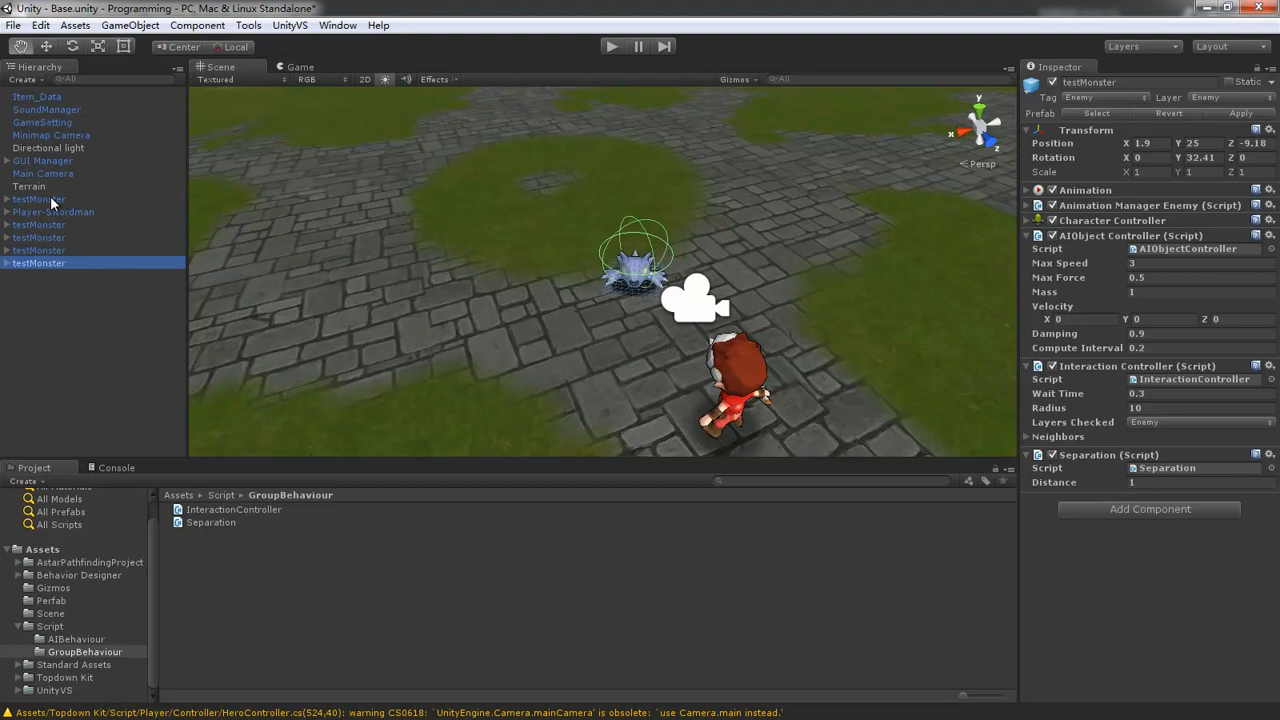 Unity - Base.unity - Programming - PC, Mac & Linux Standalone*
File Edit Assets GameObject Component Tools UnityVS Window Help
Center Local Layers Layout
Hierarchy
Create All
Item_Data
SoundManager
GameSetting
Minimap Camera
Directional light
GUI Manager
Main Camera
Terrain
testMonster
Player-Swordman
testMonster
testMonster
testMonster
testMonster
Scene Game
Textured RGB 2D Effects Gizmos All
y
x
z
Persp
Inspector
testMonster Static
Tag Enemy Layer Enemy
Prefab Select Revert Apply
Transform
Position X 1.9 Y 25 Z -9.18
Rotation X 0 Y 32.41 Z 0
Scale X 1 Y 1 Z 1
Animation
Animation Manager Enemy (Script)
Character Controller
AIObject Controller (Script)
Script AIObjectController
Max Speed 3
Max Force 0.5
Mass 1
Velocity
X 0 Y 0 Z 0
Damping 0.9
Compute Interval 0.2
Interaction Controller (Script)
Script InteractionController
Wait Time 0.3
Radius 10
Layers Checked Enemy
Neighbors
Separation (Script)
Script Separation
Distance 1
Add Component
Project Console
Create
All Models
All Prefabs
All Scripts
Assets
AstarPathfindingProject
Behavior Designer
Gizmos
Perfab
Scene
Script
AIBehaviour
GroupBehaviour
Standard Assets
Topdown Kit
UnityVS
Assets Script GroupBehaviour
InteractionController
Separation
Assets/Topdown Kit/Script/Player/Controller/HeroController.cs(524,40): warning CS0618: `UnityEngine.Camera.mainCamera' is obsolete: `use Camera.main instead.'